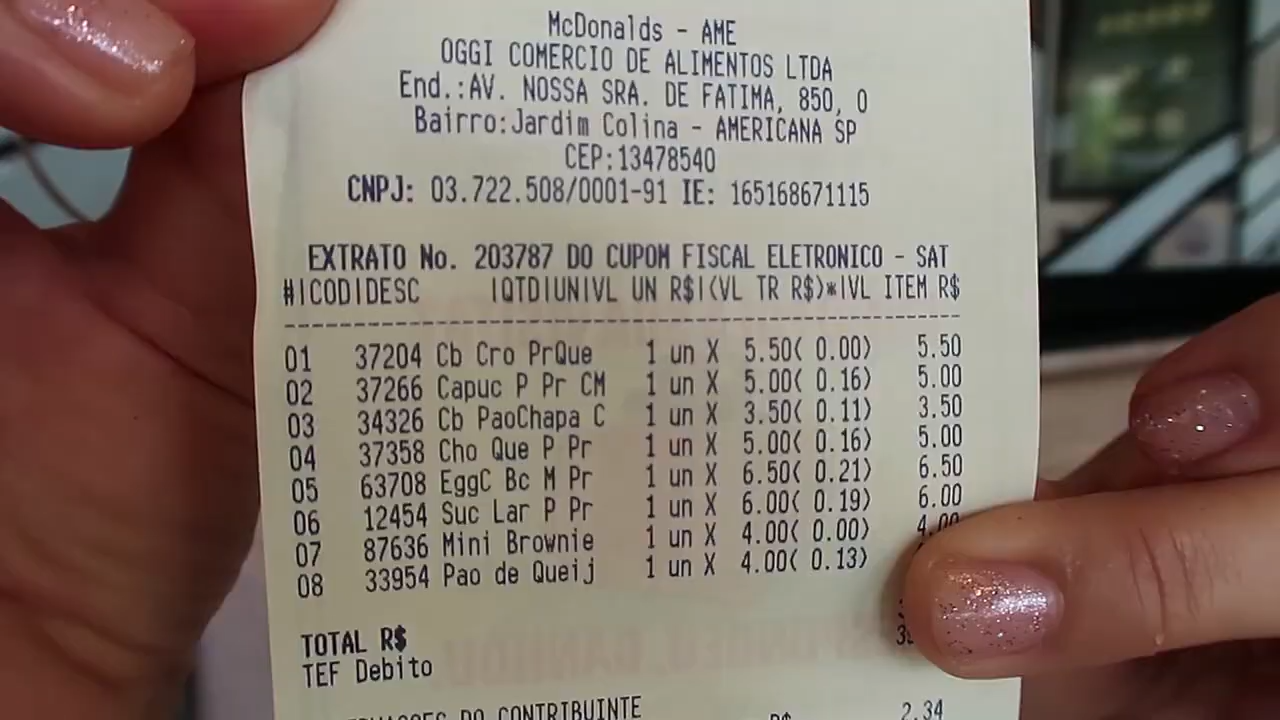 McDonalds - AME
OGGI COMERCIO DE ALIMENTOS LTDA
End.:AV. NOSSA SRA. DE FATIMA, 850, 0
Bairro:Jardim Colina - AMERICANA SP
CEP:13478540
CNPJ: 03.722.508/0001-91 IE: 165168671115
EXTRATO No. 203787 DO CUPOM FISCAL ELETRONICO - SAT
#|COD|DESC |QTD|UN|VL UN R$|(VL TR R$)*|VL ITEM R$
01 37204 Cb Cro PrQue 1 un X 5.50( 0.00) 5.50
02 37266 Capuc P Pr CM 1 un X 5.00( 0.16) 5.00
03 34326 Cb PaoChapa C 1 un X 3.50( 0.11) 3.50
04 37358 Cho Que P Pr 1 un X 5.00( 0.16) 5.00
05 63708 EggC Bc M Pr 1 un X 6.50( 0.21) 6.50
06 12454 Suc Lar P Pr 1 un X 6.00( 0.19) 6.00
07 87636 Mini Brownie 1 un X 4.00( 0.00) 4.00
08 33954 Pao de Queij 1 un X 4.00( 0.13)
TOTAL R$
TEF Debito
DO CONTRIBUINTE
R$ 2.34